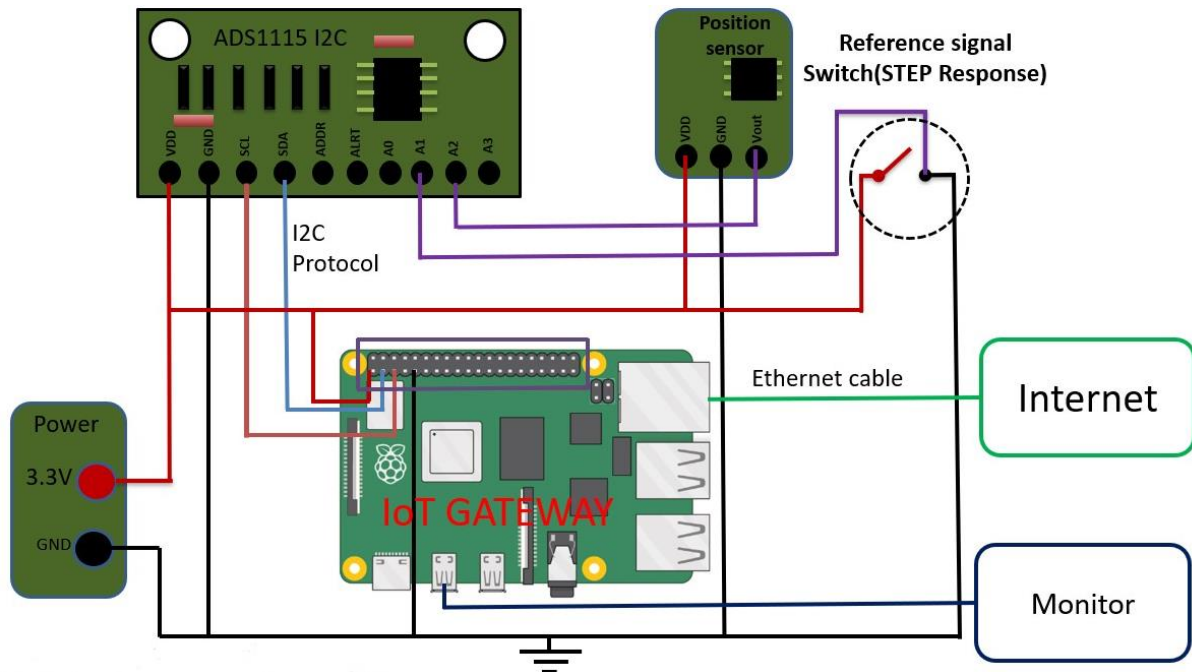 ADS1115 I2C
VDD
GND
SCL
SDA
ADDR
ALRT
A0
A1
A2
A3
Position
sensor
VDD
GND
Vout
Reference signal
Switch(STEP Response)
I2C
Protocol
Power
3.3V
GND
IoT GATEWAY
Ethernet cable
Internet
Monitor